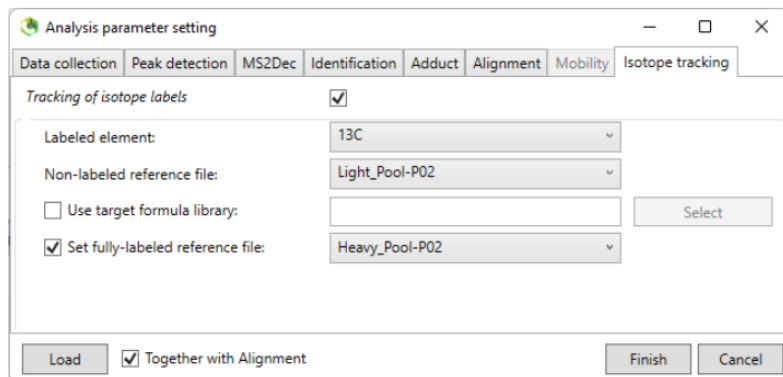 Analysis parameter setting
Data collection Peak detection MS2Dec Identification Adduct Alignment Mobility Isotope tracking
Tracking of isotope labels
Labeled element: 13C
Non-labeled reference file: Light_Pool-P02
Use target formula library: Select
Set fully-labeled reference file: Heavy_Pool-P02
Load Together with Alignment Finish Cancel